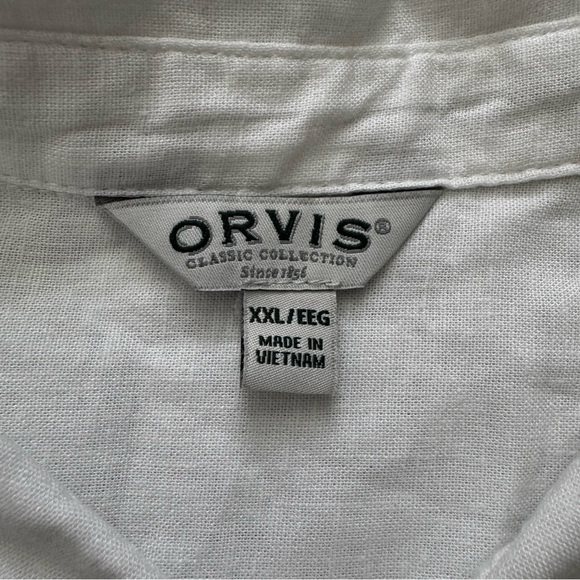 ORVIS®
CLASSIC COLLECTION
Since 1856
XXL/EEG
MADE IN
VIETNAM